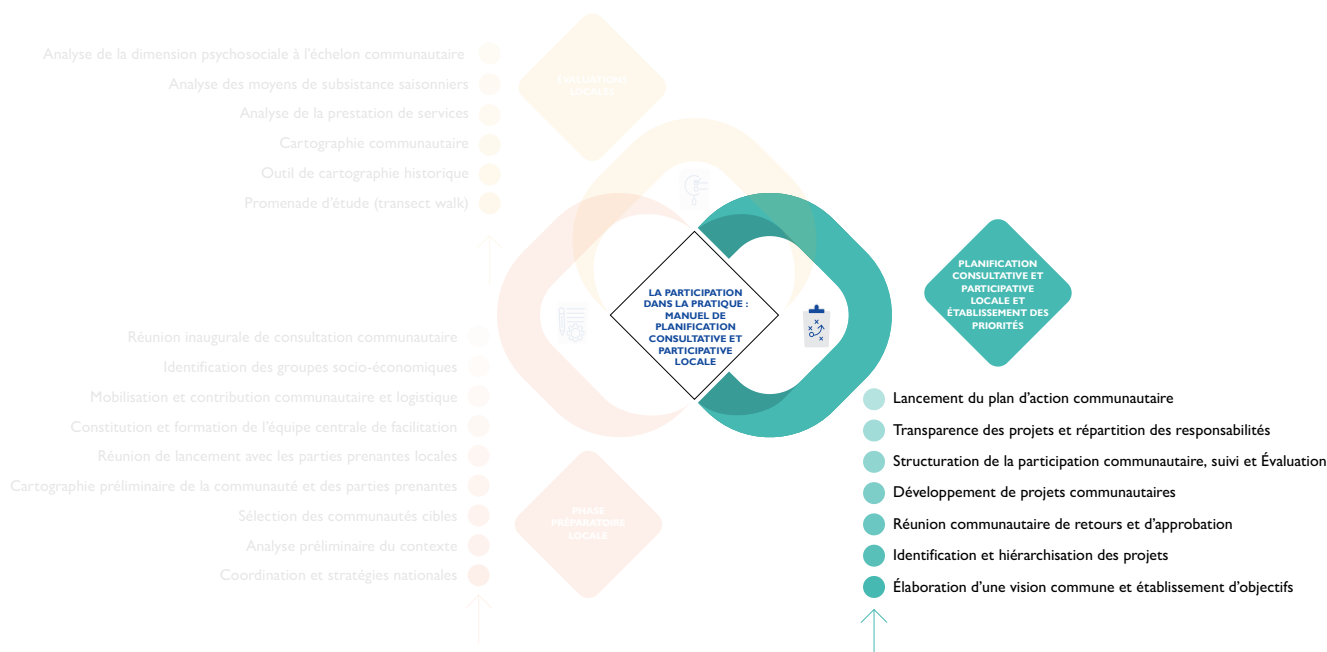 Analyse de la dimension psychosociale à l'échelon communautaire
Analyse des moyens de subsistance saisonniers
Analyse de la prestation de services
Cartographie communautaire
Outil de cartographie historique
Promenade d'étude (transect walk)
ÉVALUATIONS
LOCALES
Réunion inaugurale de consultation communautaire
Identification des groupes socio-économiques
Mobilisation et contribution communautaire et logistique
Constitution et formation de l'équipe centrale de facilitation
Réunion de lancement avec les parties prenantes locales
Cartographie préliminaire de la communauté et des parties prenantes
Sélection des communautés cibles
Analyse préliminaire du contexte
Coordination et stratégies nationales
PHASE
PRÉPARATOIRE
LOCALE
LA PARTICIPATION
DANS LA PRATIQUE :
MANUEL DE
PLANIFICATION
CONSULTATIVE ET
PARTICIPATIVE
LOCALE
PLANIFICATION
CONSULTATIVE ET
PARTICIPATIVE
LOCALE ET
ÉTABLISSEMENT DES
PRIORITÉS
Lancement du plan d'action communautaire
Transparence des projets et répartition des responsabilités
Structuration de la participation communautaire, suivi et Évaluation
Développement de projets communautaires
Réunion communautaire de retours et d'approbation
Identification et hiérarchisation des projets
Élaboration d'une vision commune et établissement d'objectifs